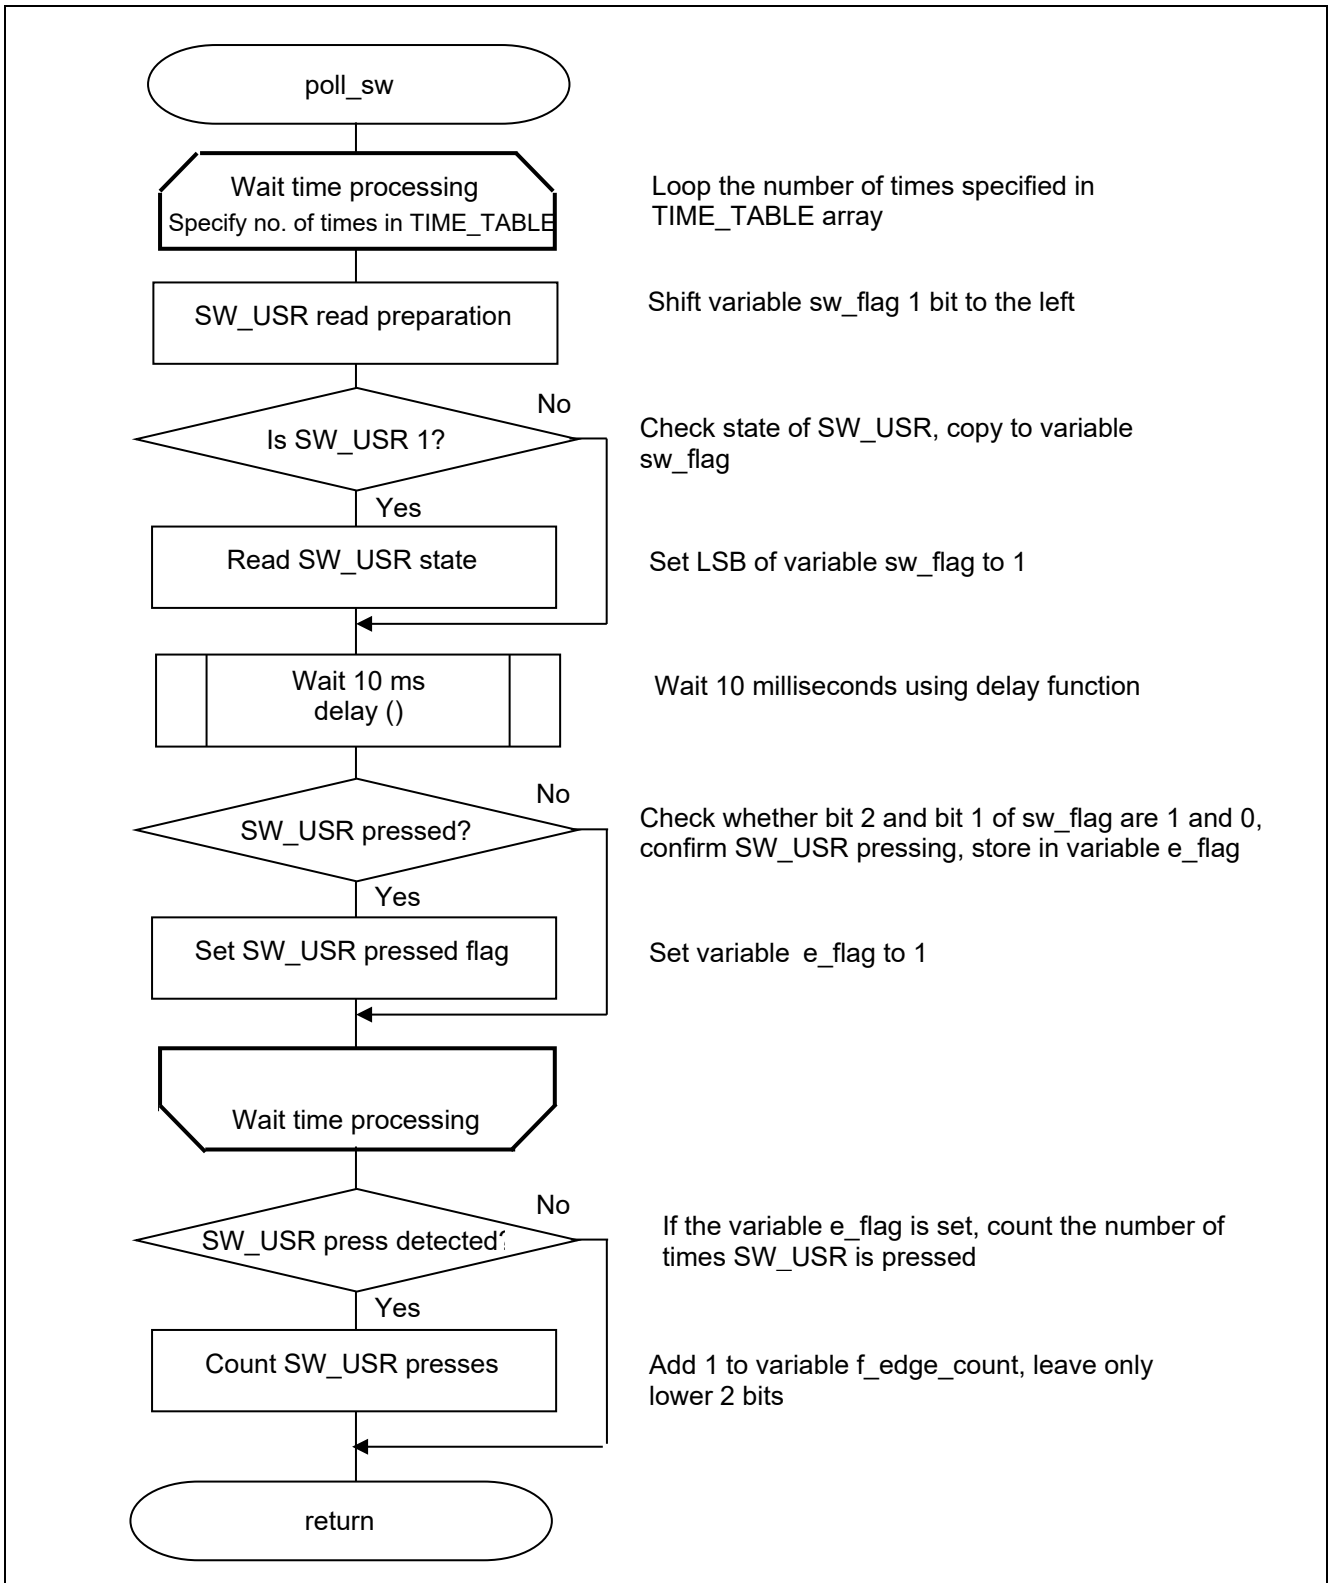 poll_sw
Wait time processing
Specify no. of times in TIME_TABLE
Loop the number of times specified in
TIME_TABLE array
SW_USR read preparation
Shift variable sw_flag 1 bit to the left
No
Is SW_USR 1?
Check state of SW_USR, copy to variable
sw_flag
Yes
Read SW_USR state
Set LSB of variable sw_flag to 1
Wait 10 ms
delay ()
Wait 10 milliseconds using delay function
No
SW_USR pressed?
Check whether bit 2 and bit 1 of sw_flag are 1 and 0,
confirm SW_USR pressing, store in variable e_flag
Yes
Set SW_USR pressed flag
Set variable e_flag to 1
Wait time processing
No
SW_USR press detected?
If the variable e_flag is set, count the number of
times SW_USR is pressed
Yes
Count SW_USR presses
Add 1 to variable f_edge_count, leave only
lower 2 bits
return